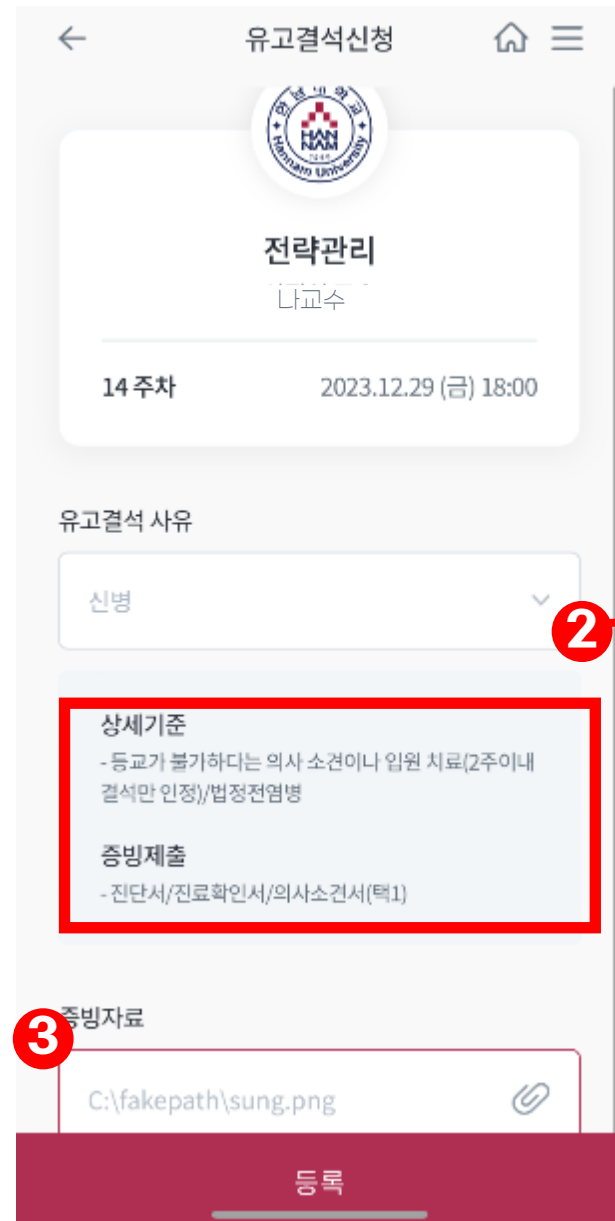 유고결석신청
한남대학교
HAN
NAM
Hannam University
전략관리
나교수
14 주차 2023.12.29 (금) 18:00
유고결석 사유
신병
2
상세기준
- 등교가 불가하다는 의사 소견이나 입원 치료(2주이내
결석만 인정)/법정전염병
증빙제출
- 진단서/진료확인서/의사소견서(택1)
3
증빙자료
C:\fakepath\sung.png
등록